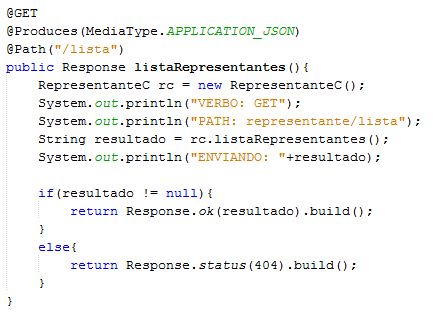 @GET
@Produces(MediaType.APPLICATION_JSON)
@Path("/lista")
public Response listaRepresentantes(){
    RepresentanteC rc = new RepresentanteC();
    System.out.println("VERBO: GET");
    System.out.println("PATH: representante/lista");
    String resultado = rc.listaRepresentantes();
    System.out.println("ENVIANDO: "+resultado);

    if(resultado != null){
        return Response.ok(resultado).build();
    }
    else{
        return Response.status(404).build();
    }
}